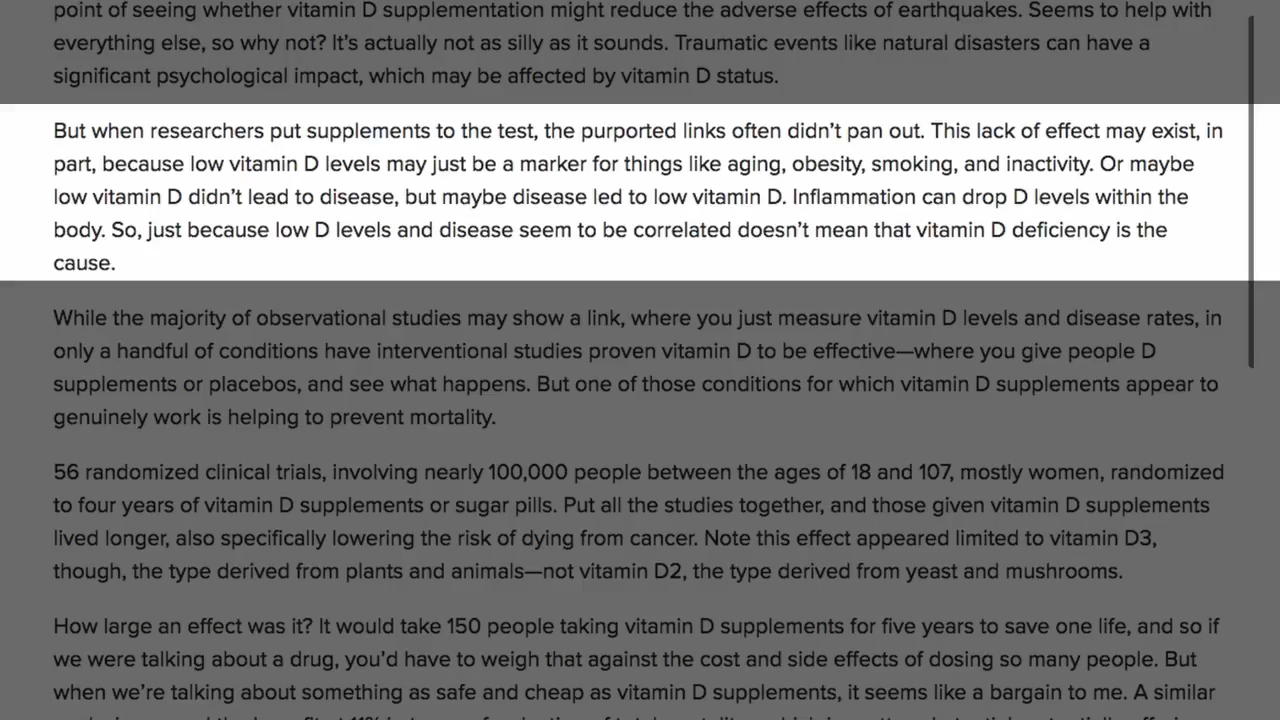 point of seeing whether vitamin D supplementation might reduce the adverse effects of earthquakes. Seems to help with
everything else, so why not? It’s actually not as silly as it sounds. Traumatic events like natural disasters can have a
significant psychological impact, which may be affected by vitamin D status.
But when researchers put supplements to the test, the purported links often didn’t pan out. This lack of effect may exist, in
part, because low vitamin D levels may just be a marker for things like aging, obesity, smoking, and inactivity. Or maybe
low vitamin D didn’t lead to disease, but maybe disease led to low vitamin D. Inflammation can drop D levels within the
body. So, just because low D levels and disease seem to be correlated doesn’t mean that vitamin D deficiency is the
cause.
While the majority of observational studies may show a link, where you just measure vitamin D levels and disease rates, in
only a handful of conditions have interventional studies proven vitamin D to be effective—where you give people D
supplements or placebos, and see what happens. But one of those conditions for which vitamin D supplements appear to
genuinely work is helping to prevent mortality.
56 randomized clinical trials, involving nearly 100,000 people between the ages of 18 and 107, mostly women, randomized
to four years of vitamin D supplements or sugar pills. Put all the studies together, and those given vitamin D supplements
lived longer, also specifically lowering the risk of dying from cancer. Note this effect appeared limited to vitamin D3,
though, the type derived from plants and animals—not vitamin D2, the type derived from yeast and mushrooms.
How large an effect was it? It would take 150 people taking vitamin D supplements for five years to save one life, and so if
we were talking about a drug, you’d have to weigh that against the cost and side effects of dosing so many people. But
when we’re talking about something as safe and cheap as vitamin D supplements, it seems like a bargain to me. A similar